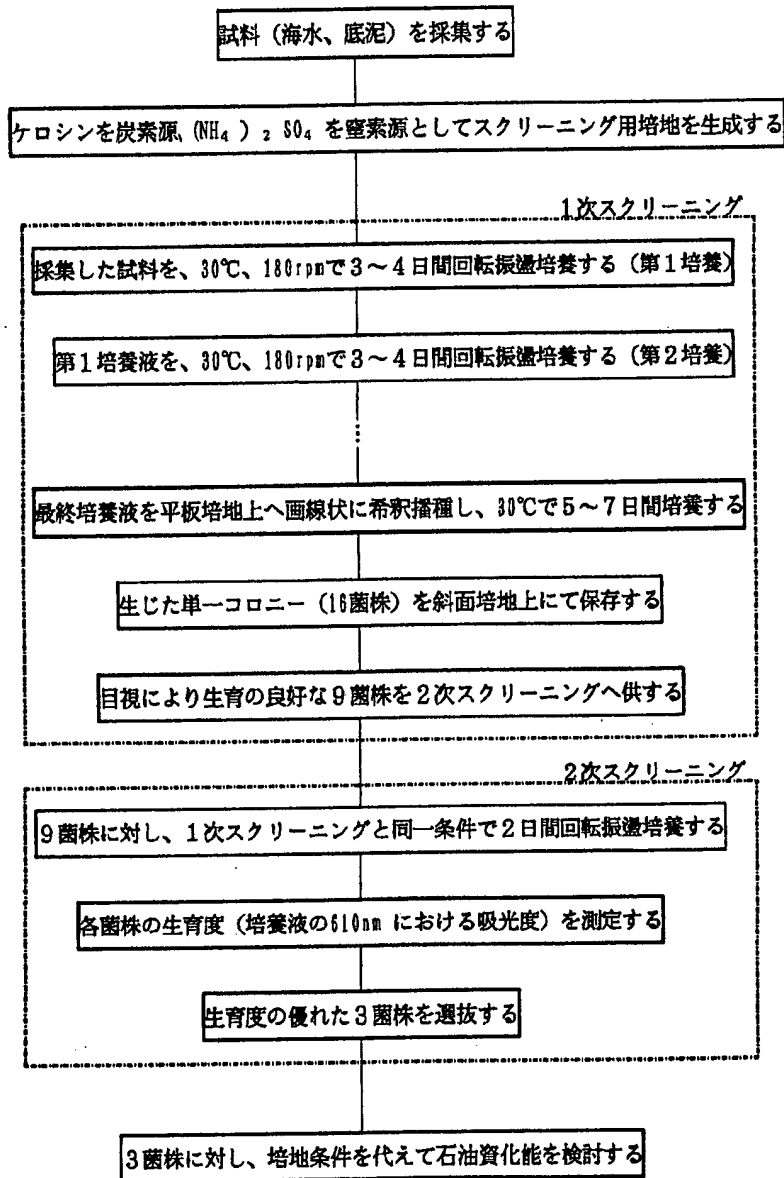 試料（海水、底泥）を採集する
ケロシンを炭素源、(NH₄)₂SO₄を窒素源としてスクリーニング用培地を生成する
1次スクリーニング
採集した試料を、30℃、180rpmで3～4日間回転振盪培養する（第1培養）
第1培養液を、30℃、180rpmで3～4日間回転振盪培養する（第2培養）
⋮
最終培養液を平板培地上へ画線状に希釈播種し、30℃で5～7日間培養する
生じた単一コロニー（16菌株）を斜面培地上にて保存する
目視により生育の良好な9菌株を2次スクリーニングへ供する
2次スクリーニング
9菌株に対し、1次スクリーニングと同一条件で2日間回転振盪培養する
各菌株の生育度（培養液の610nm における吸光度）を測定する
生育度の優れた3菌株を選抜する
3菌株に対し、培地条件を代えて石油資化能を検討する